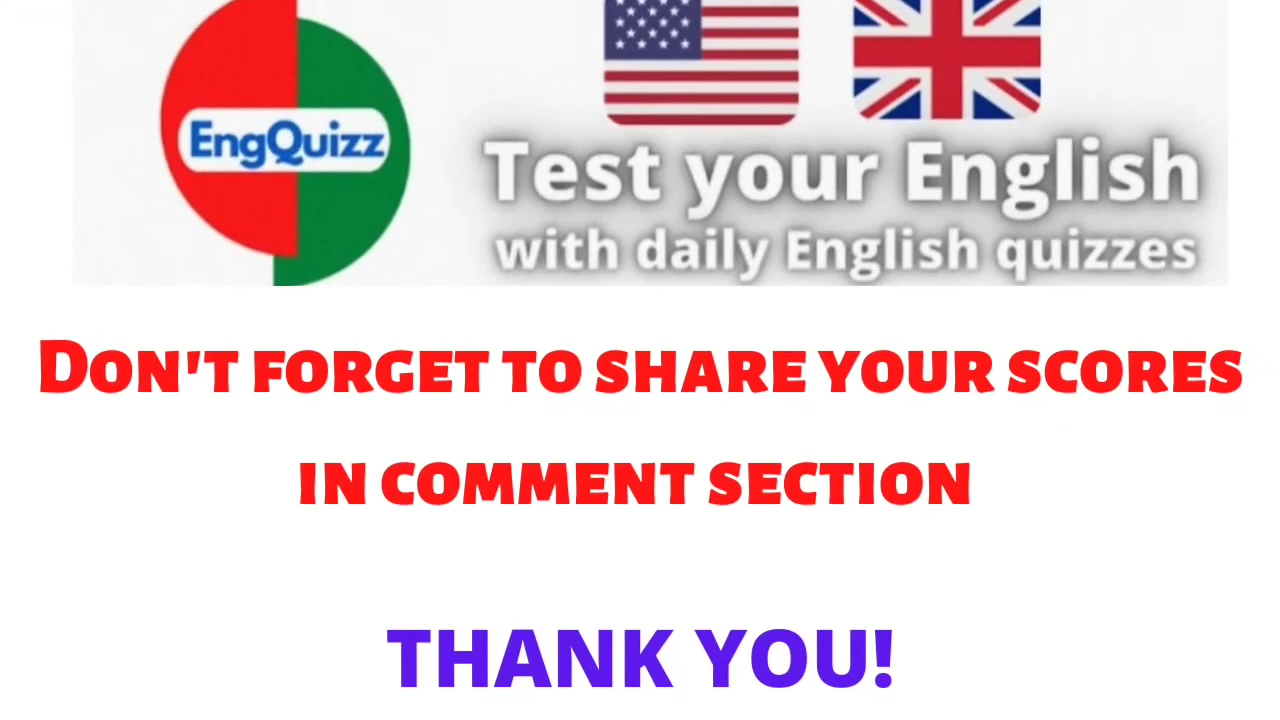 EngQuizz
Test your English
with daily English quizzes
Don't forget to share your scores
in comment section
THANK YOU!